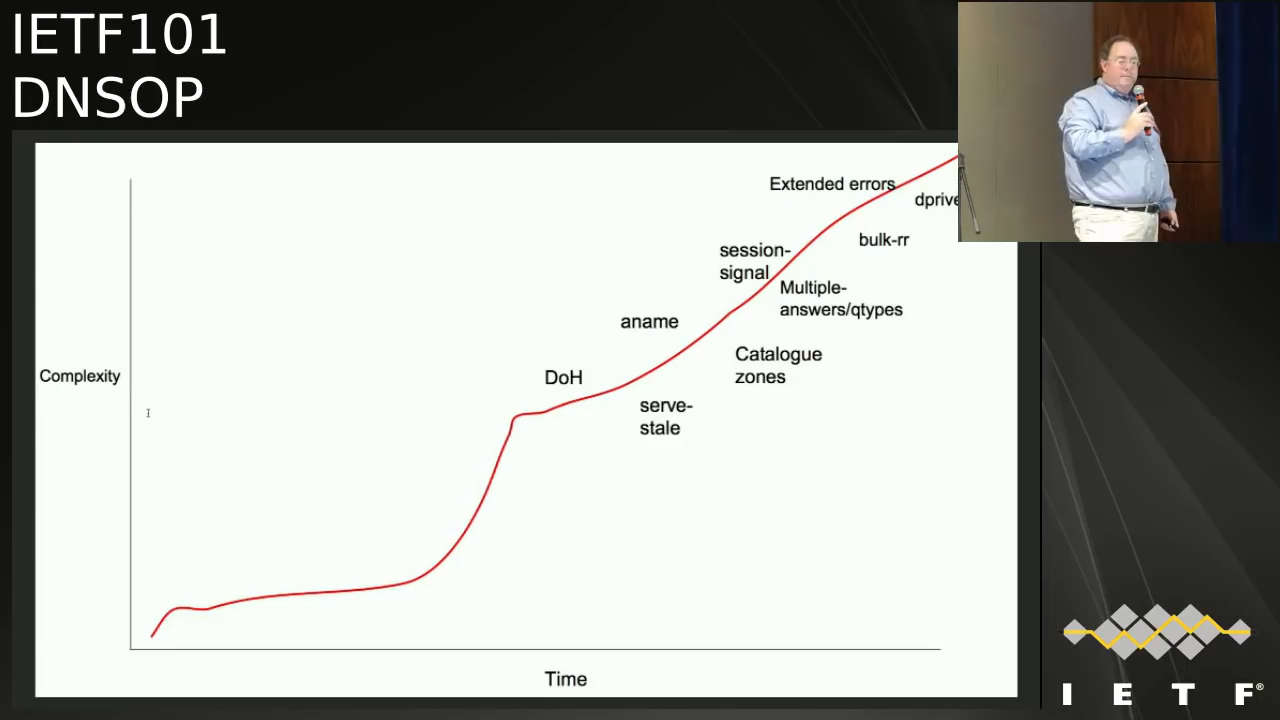 IETF101
DNSOP
Extended errors
dprive
bulk-rr
session-
signal
Multiple-
answers/qtypes
aname
Catalogue
zones
DoH
Complexity
serve-
stale
Time
I E T F®